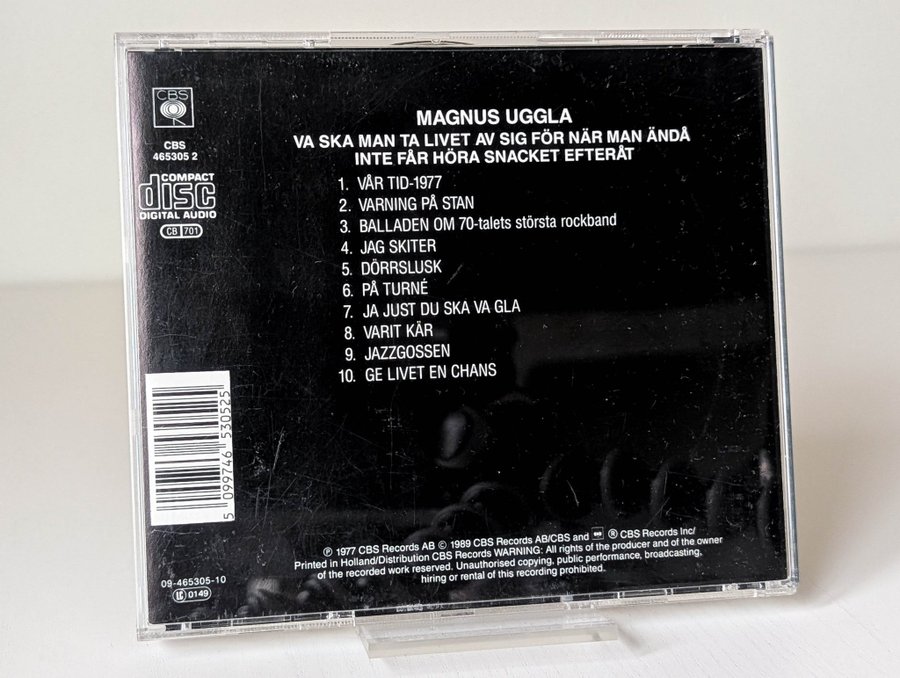 CBS
CBS
465305 2
COMPACT
disc
DIGITAL AUDIO
CB 701
MAGNUS UGGLA
VA SKA MAN TA LIVET AV SIG FÖR NÄR MAN ÄNDÅ
INTE FÅR HÖRA SNACKET EFTERÅT
1. VÅR TID-1977
2. VARNING PÅ STAN
3. BALLADEN OM 70-talets största rockband
4. JAG SKITER
5. DÖRRSLUSK
6. PÅ TURNÉ
7. JA JUST DU SKA VA GLA
8. VARIT KÄR
9. JAZZGOSSEN
10. GE LIVET EN CHANS
5 099746 530525
℗ 1977 CBS Records AB © 1989 CBS Records AB/CBS and ® CBS Records Inc/
Printed in Holland/Distribution CBS Records WARNING: All rights of the producer and of the owner
of the recorded work reserved. Unauthorised copying, public performance, broadcasting,
hiring or rental of this recording prohibited.
09-465305-10
LC 0149